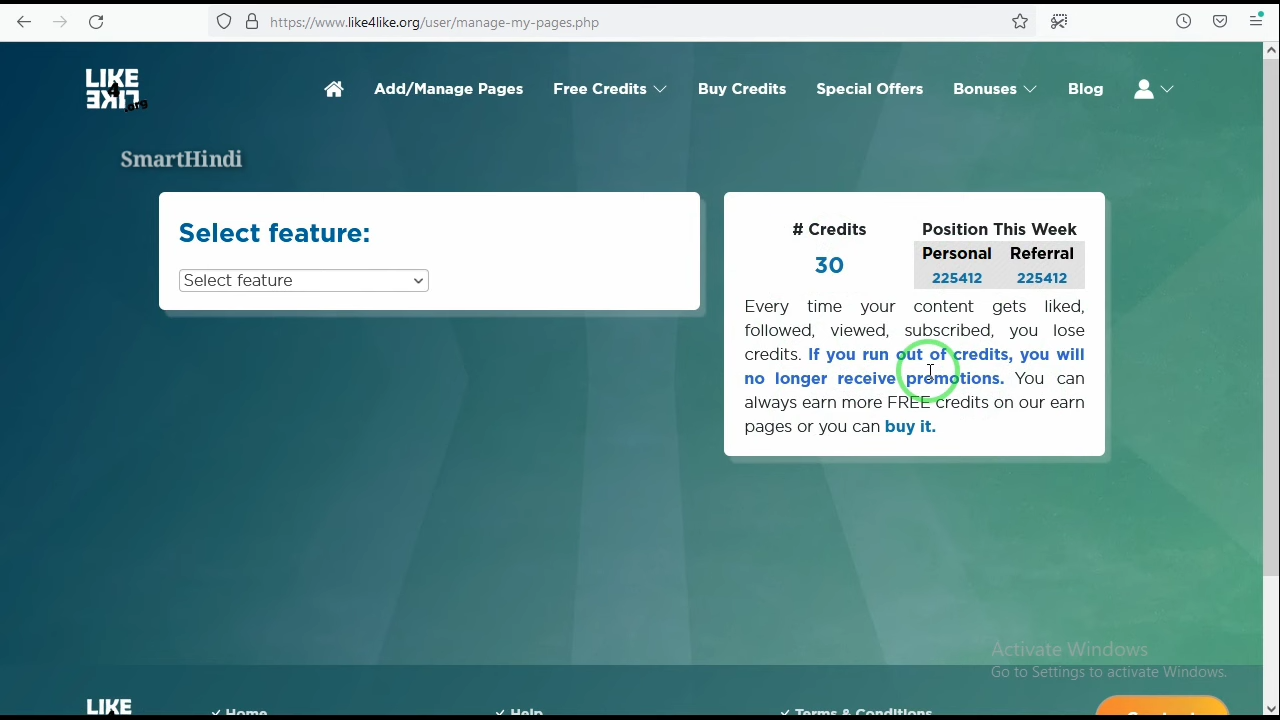 https://www.like4like.org/user/manage-my-pages.php
LIKE 4 LIKE .org
Add/Manage Pages
Free Credits
Buy Credits
Special Offers
Bonuses
Blog
SmartHindi
Select feature:
Select feature
# Credits
30
Position This Week
Personal Referral
225412 225412
Every time your content gets liked,
followed, viewed, subscribed, you lose
credits. If you run out of credits, you will
no longer receive promotions. You can
always earn more FREE credits on our earn
pages or you can buy it.
Activate Windows
Go to Settings to activate Windows.
LIKE
Home
Help
Terms & Conditions